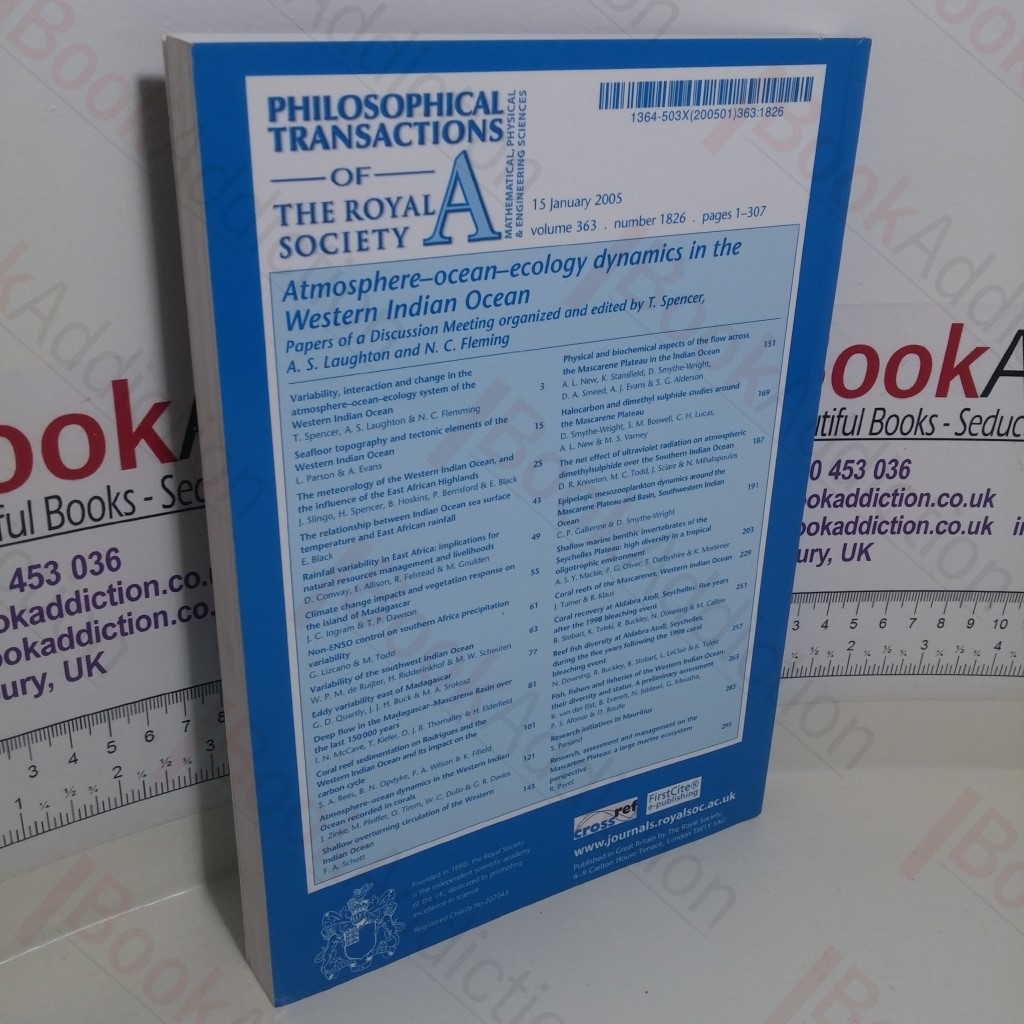 PHILOSOPHICAL
TRANSACTIONS
OF
THE ROYAL
SOCIETY
A
MATHEMATICAL, PHYSICAL
& ENGINEERING SCIENCES
1364-503X(200501)363:1826
15 January 2005
volume 363 . number 1826 . pages 1–307
Atmosphere–ocean–ecology dynamics in the
Western Indian Ocean
Papers of a Discussion Meeting organized and edited by T. Spencer,
A. S. Laughton and N. C. Fleming
Variability, interaction and change in the
atmosphere–ocean–ecology system of the
Western Indian Ocean 3
T. Spencer, A. S. Laughton & N. C. Flemming
Seafloor topography and tectonic elements of the 15
Western Indian Ocean
L. Parson & A. Evans
The meteorology of the Western Indian Ocean, and 25
the influence of the East African Highlands
J. Slingo, H. Spencer, B. Hoskins, P. Berrisford & E. Black
The relationship between Indian Ocean sea surface 43
temperature and East African rainfall
E. Black
Rainfall variability in East Africa: implications for 49
natural resources management and livelihoods
D. Conway, E. Allison, R. Felstead & M. Goulden
Climate change impacts and vegetation response on 55
the island of Madagascar
J. C. Ingram & T. P. Dawson
Non-ENSO control on southern Africa precipitation 61
variability
G. Lizcano & M. Todd
Variability of the southwest Indian Ocean 63
W. P. M. de Ruijter, H. Ridderinkhof & M. W. Schouten
Eddy variability east of Madagascar 77
G. D. Quartly, J. J. H. Buck & M. A. Srokosz
Deep flow in the Madagascar–Mascarene Basin over 81
the last 150 000 years
I. N. McCave, T. Kiefer, D. J. R. Thornalley & H. Elderfield
Coral reef sedimentation on Rodrigues and the 101
Western Indian Ocean and its impact on the
carbon cycle
S. A. Rees, B. N. Opdyke, P. A. Wilson & K. Fifield
Atmosphere–ocean dynamics in the Western Indian 121
Ocean recorded in corals
J. Zinke, M. Pfeiffer, O. Timm, W.-C. Dullo & G. R. Davies
Shallow overturning circulation of the Western 143
Indian Ocean
F. A. Schott
Physical and biochemical aspects of the flow across 151
the Mascarene Plateau in the Indian Ocean
A. L. New, K. Stansfield, D. Smythe-Wright,
D. A. Smeed, A. J. Evans & S. G. Alderson
Halocarbon and dimethyl sulphide studies around 169
the Mascarene Plateau
D. Smythe-Wright, S. M. Boswell, C. H. Lucas,
A. L. New & M. S. Varney
The net effect of ultraviolet radiation on atmospheric 187
dimethylsulphide over the Southern Indian Ocean
D. R. Kniveton, M. C. Todd, J. Sciare & N. Mihalopoulos
Epipelagic mesozooplankton dynamics around the 191
Mascarene Plateau and Basin, Southwestern Indian
Ocean
C. P. Gallienne & D. Smythe-Wright
Shallow marine benthic invertebrates of the 203
Seychelles Plateau: high diversity in a tropical
oligotrophic environment
A. S. Y. Mackie, P. G. Oliver, T. Darbyshire & K. Mortimer
Coral reefs of the Mascarenes, Western Indian Ocean 229
J. Turner & R. Klaus
Coral recovery at Aldabra Atoll, Seychelles: five years 251
after the 1998 bleaching event
B. Stobart, K. Teleki, R. Buckley, N. Downing & M. Callow
Reef fish diversity at Aldabra Atoll, Seychelles, 257
during the five years following the 1998 coral
bleaching event
N. Downing, R. Buckley, B. Stobart, L. LeClair & K. Teleki
Fish, fishers and fisheries of the Western Indian Ocean: 263
their diversity and status. A preliminary assessment
R. van der Elst, B. Everett, N. Jiddawi, G. Mwatha,
P. S. Afonso & D. Boulle
Research initiatives in Mauritius 285
S. Persand
Research, assessment and management on the 295
Mascarene Plateau: a large marine ecosystem
perspective
R. Payet
Founded in 1660, the Royal Society
is the independent scientific academy
of the UK, dedicated to promoting
excellence in science
Registered Charity No 207043
cross ref
FirstCite®
e-publishing
www.journals.royalsoc.ac.uk
Published in Great Britain by The Royal Society,
6–9 Carlton House Terrace, London SW1Y 5AG
ookA
iful Books - Sedu
453 036
ookaddiction.co.u
ookaddiction.co.u
bury, UK
ookA
utiful Books - Seduc
0 453 036
ookaddiction.co.uk
ookaddiction.co.uk
bury, UK
BookAddiction